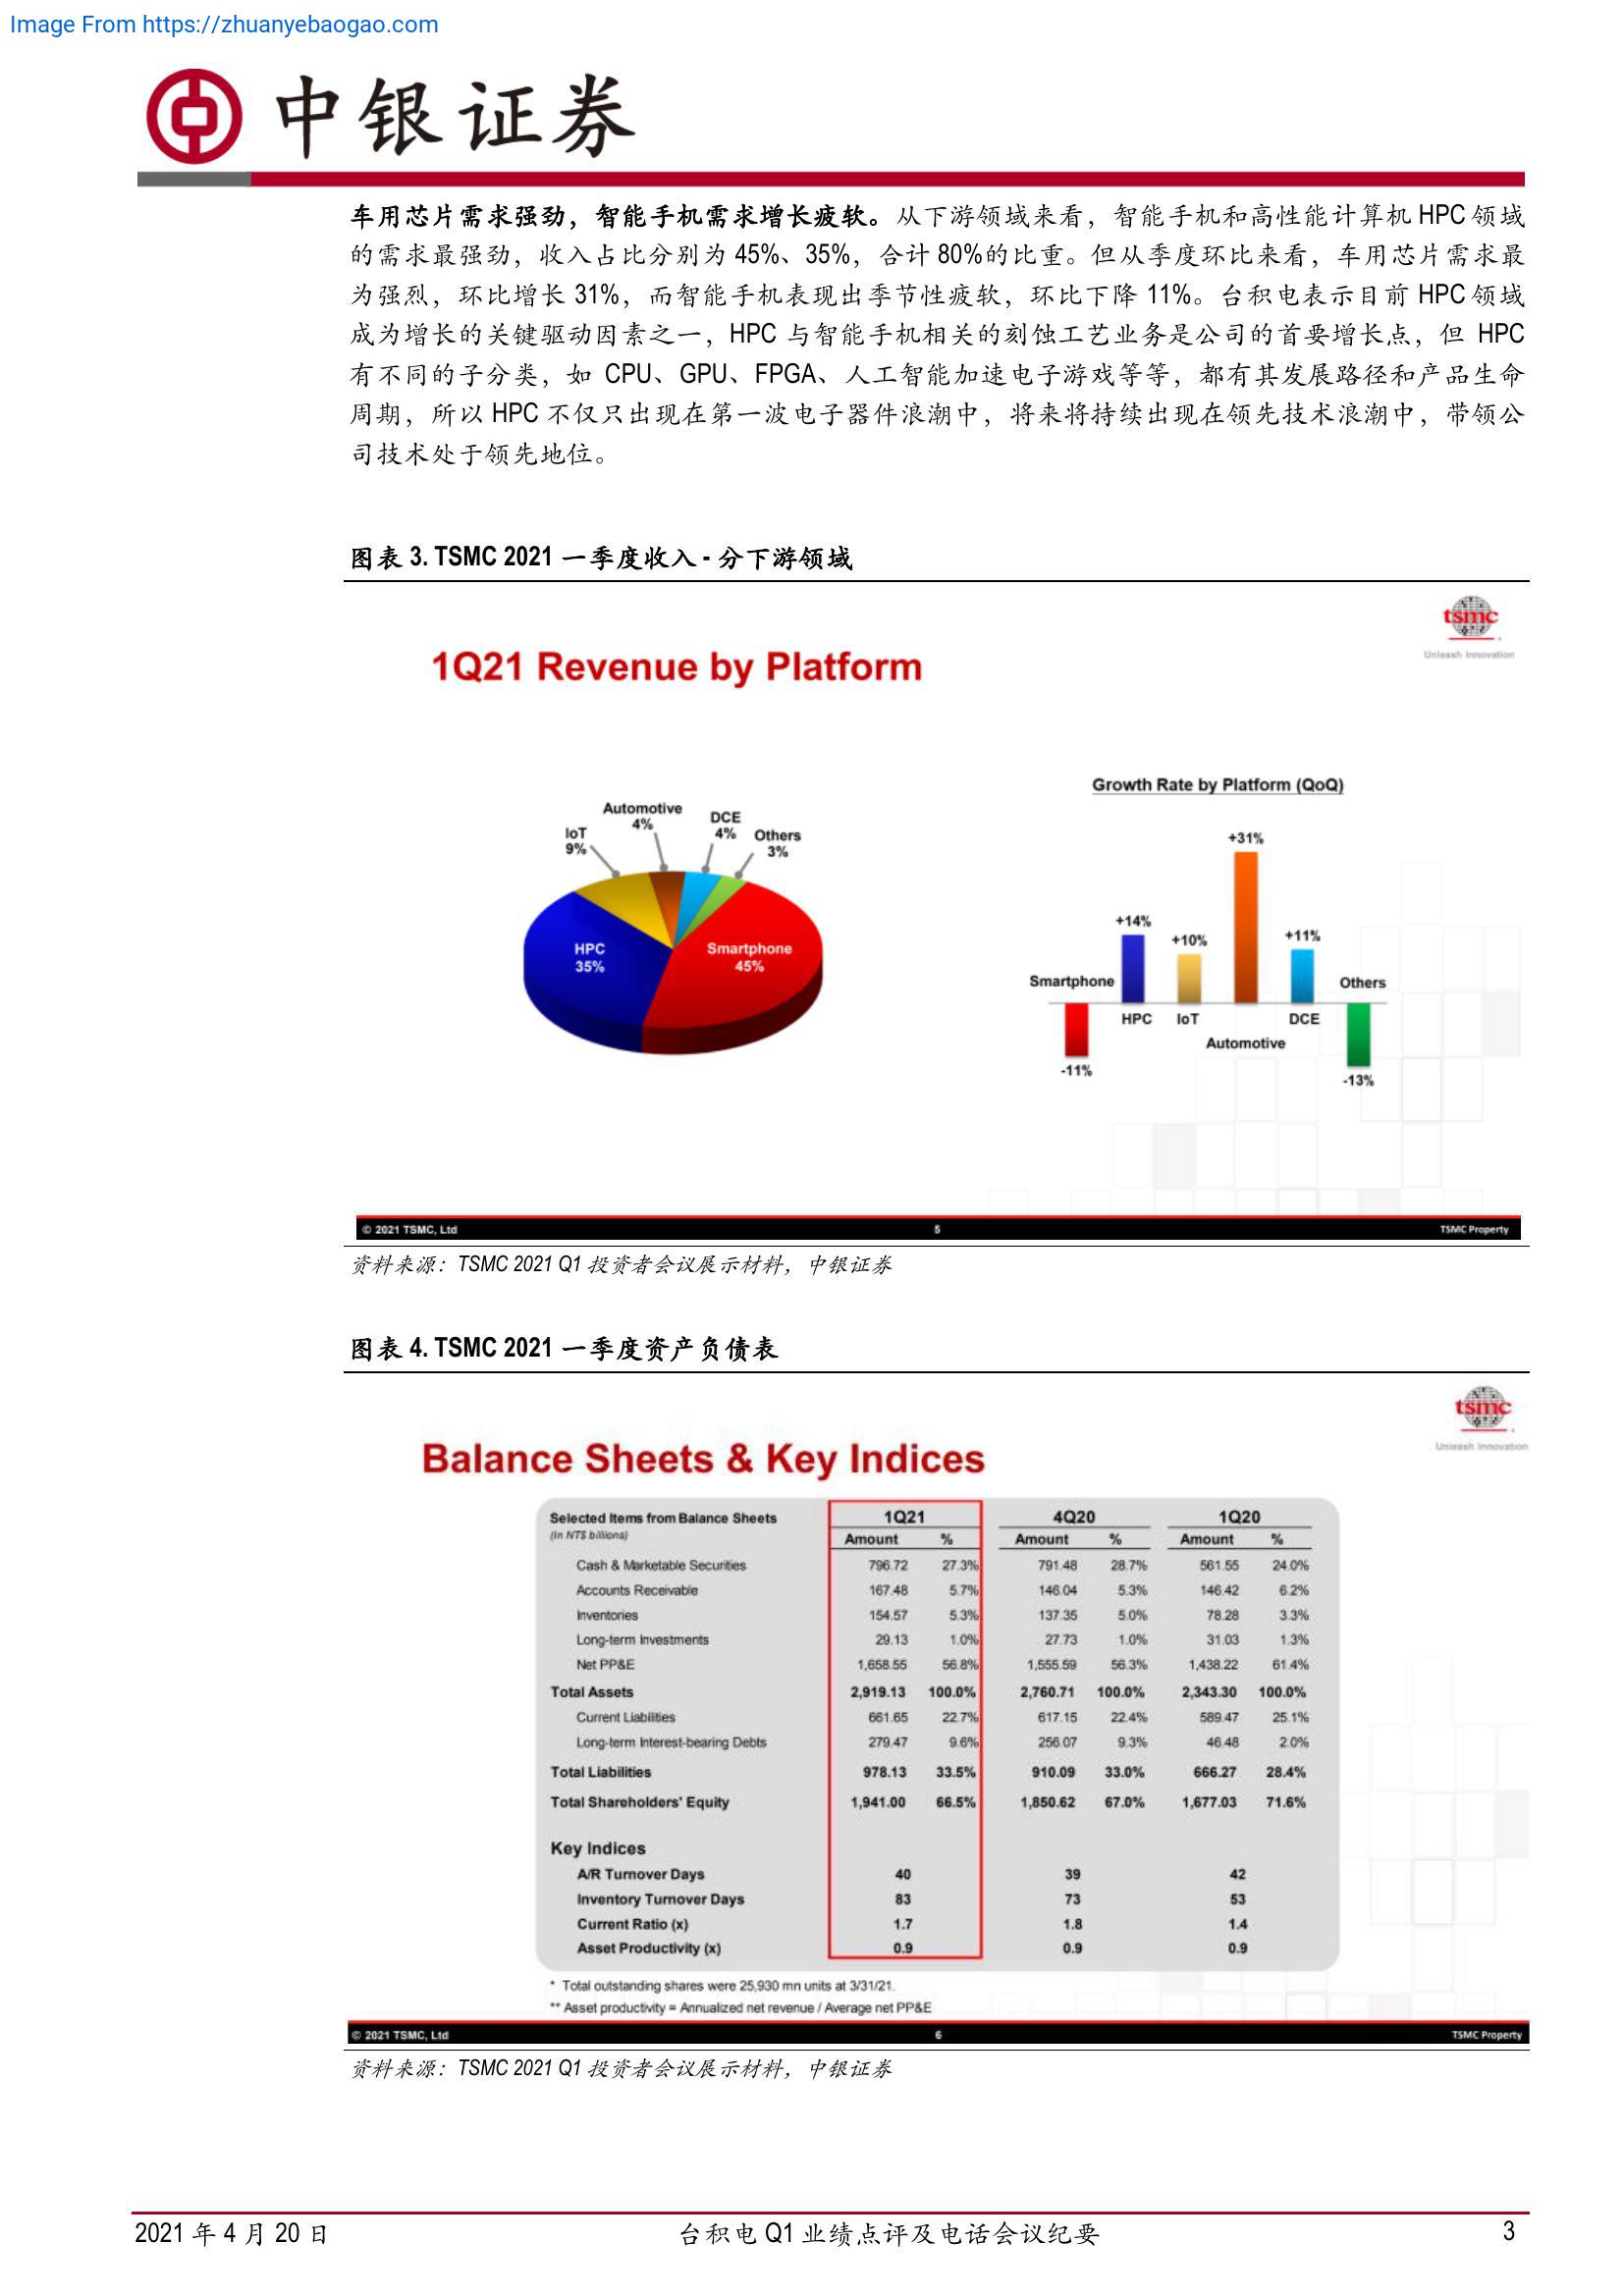 Image From https://zhuanyebaogao.com
中银证券
车用芯片需求强劲，智能手机需求增长疲软。从下游领域来看，智能手机和高性能计算机 HPC 领域
的需求最强劲，收入占比分别为 45%、35%，合计 80%的比重。但从季度环比来看，车用芯片需求最
为强烈，环比增长 31%，而智能手机表现出季节性疲软，环比下降 11%。台积电表示目前 HPC 领域
成为增长的关键驱动因素之一，HPC 与智能手机相关的刻蚀工艺业务是公司的首要增长点，但 HPC
有不同的子分类，如 CPU、GPU、FPGA、人工智能加速电子游戏等等，都有其发展路径和产品生命
周期，所以 HPC 不仅只出现在第一波电子器件浪潮中，将来将持续出现在领先技术浪潮中，带领公
司技术处于领先地位。
图表 3. TSMC 2021 一季度收入 - 分下游领域
tsmc
Unleash Innovation
1Q21 Revenue by Platform
Automotive
4%
DCE
4%
IoT
9%
Others
3%
HPC
35%
Smartphone
45%
Growth Rate by Platform (QoQ)
+31%
+14%
+10%
+11%
Smartphone
Others
HPC IoT DCE
Automotive
-11%
-13%
© 2021 TSMC, Ltd 5 TSMC Property
资料来源：TSMC 2021 Q1 投资者会议展示材料，中银证券
图表 4. TSMC 2021 一季度资产负债表
tsmc
Unleash Innovation
Balance Sheets & Key Indices
Selected Items from Balance Sheets 1Q21 4Q20 1Q20
(In NT$ billions) Amount % Amount % Amount %
Cash & Marketable Securities 796.72 27.3% 791.48 28.7% 561.55 24.0%
Accounts Receivable 167.48 5.7% 146.04 5.3% 146.42 6.2%
Inventories 154.57 5.3% 137.35 5.0% 78.28 3.3%
Long-term Investments 29.13 1.0% 27.73 1.0% 31.03 1.3%
Net PP&E 1,658.55 56.8% 1,555.59 56.3% 1,438.22 61.4%
Total Assets 2,919.13 100.0% 2,760.71 100.0% 2,343.30 100.0%
Current Liabilities 661.65 22.7% 617.15 22.4% 589.47 25.1%
Long-term Interest-bearing Debts 279.47 9.6% 256.07 9.3% 46.48 2.0%
Total Liabilities 978.13 33.5% 910.09 33.0% 666.27 28.4%
Total Shareholders' Equity 1,941.00 66.5% 1,850.62 67.0% 1,677.03 71.6%
Key Indices
A/R Turnover Days 40 39 42
Inventory Turnover Days 83 73 53
Current Ratio (x) 1.7 1.8 1.4
Asset Productivity (x) 0.9 0.9 0.9
* Total outstanding shares were 25,930 mn units at 3/31/21.
** Asset productivity = Annualized net revenue / Average net PP&E
© 2021 TSMC, Ltd 6 TSMC Property
资料来源：TSMC 2021 Q1 投资者会议展示材料，中银证券
2021 年 4 月 20 日 台积电 Q1 业绩点评及电话会议纪要 3